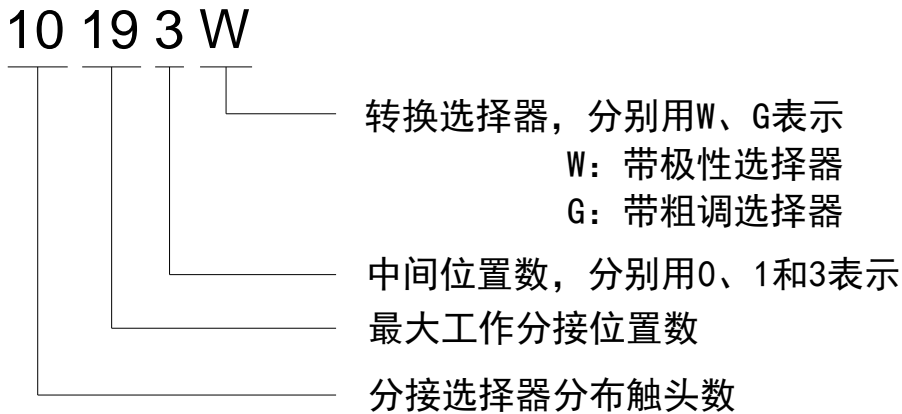 10 19 3 W
转换选择器，分别用W、G表示
W：带极性选择器
G：带粗调选择器
中间位置数，分别用0、1和3表示
最大工作分接位置数
分接选择器分布触头数